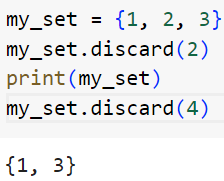 my_set = {1, 2, 3}
my_set.discard(2)
print(my_set)
my_set.discard(4)
{1, 3}